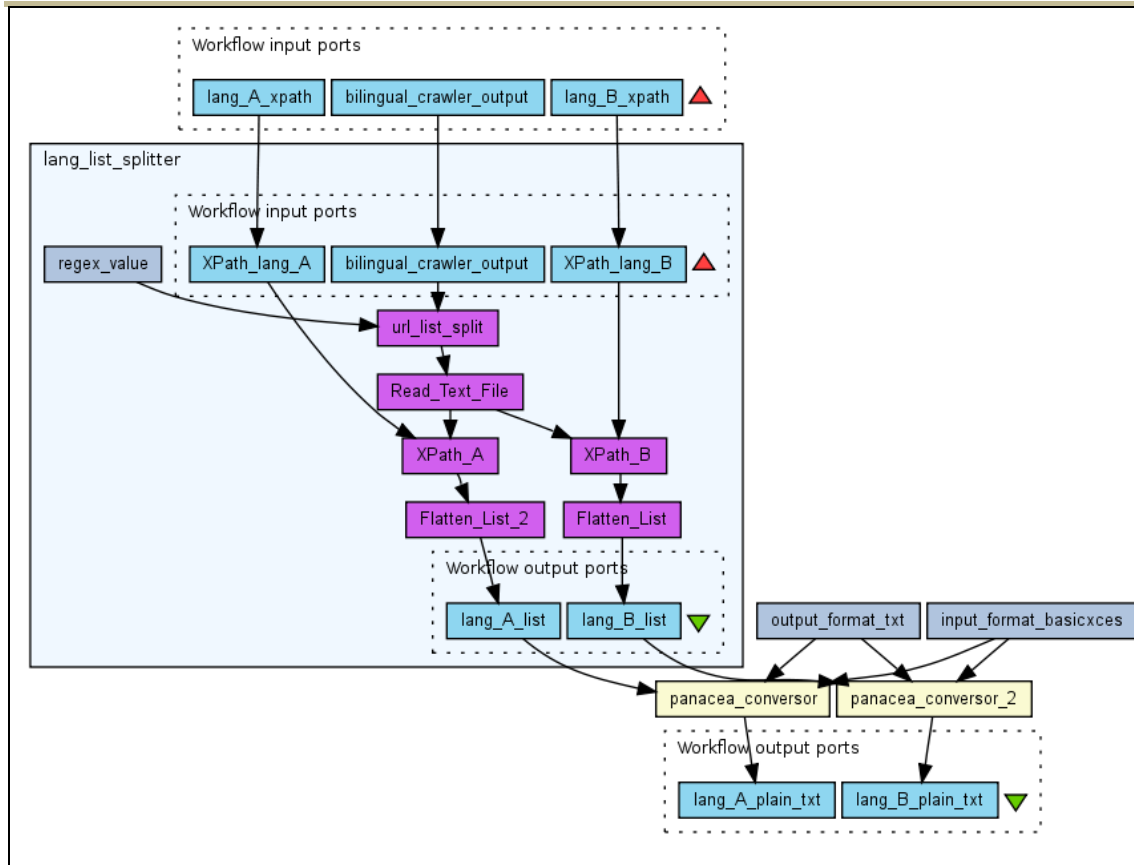 Workflow input ports
lang_A_xpath bilingual_crawler_output lang_B_xpath
lang_list_splitter
Workflow input ports
regex_value XPath_lang_A bilingual_crawler_output XPath_lang_B
url_list_split
Read_Text_File
XPath_A XPath_B
Flatten_List_2 Flatten_List
Workflow output ports
lang_A_list lang_B_list output_format_txt input_format_basicxces
panacea_conversor panacea_conversor_2
Workflow output ports
lang_A_plain_txt lang_B_plain_txt